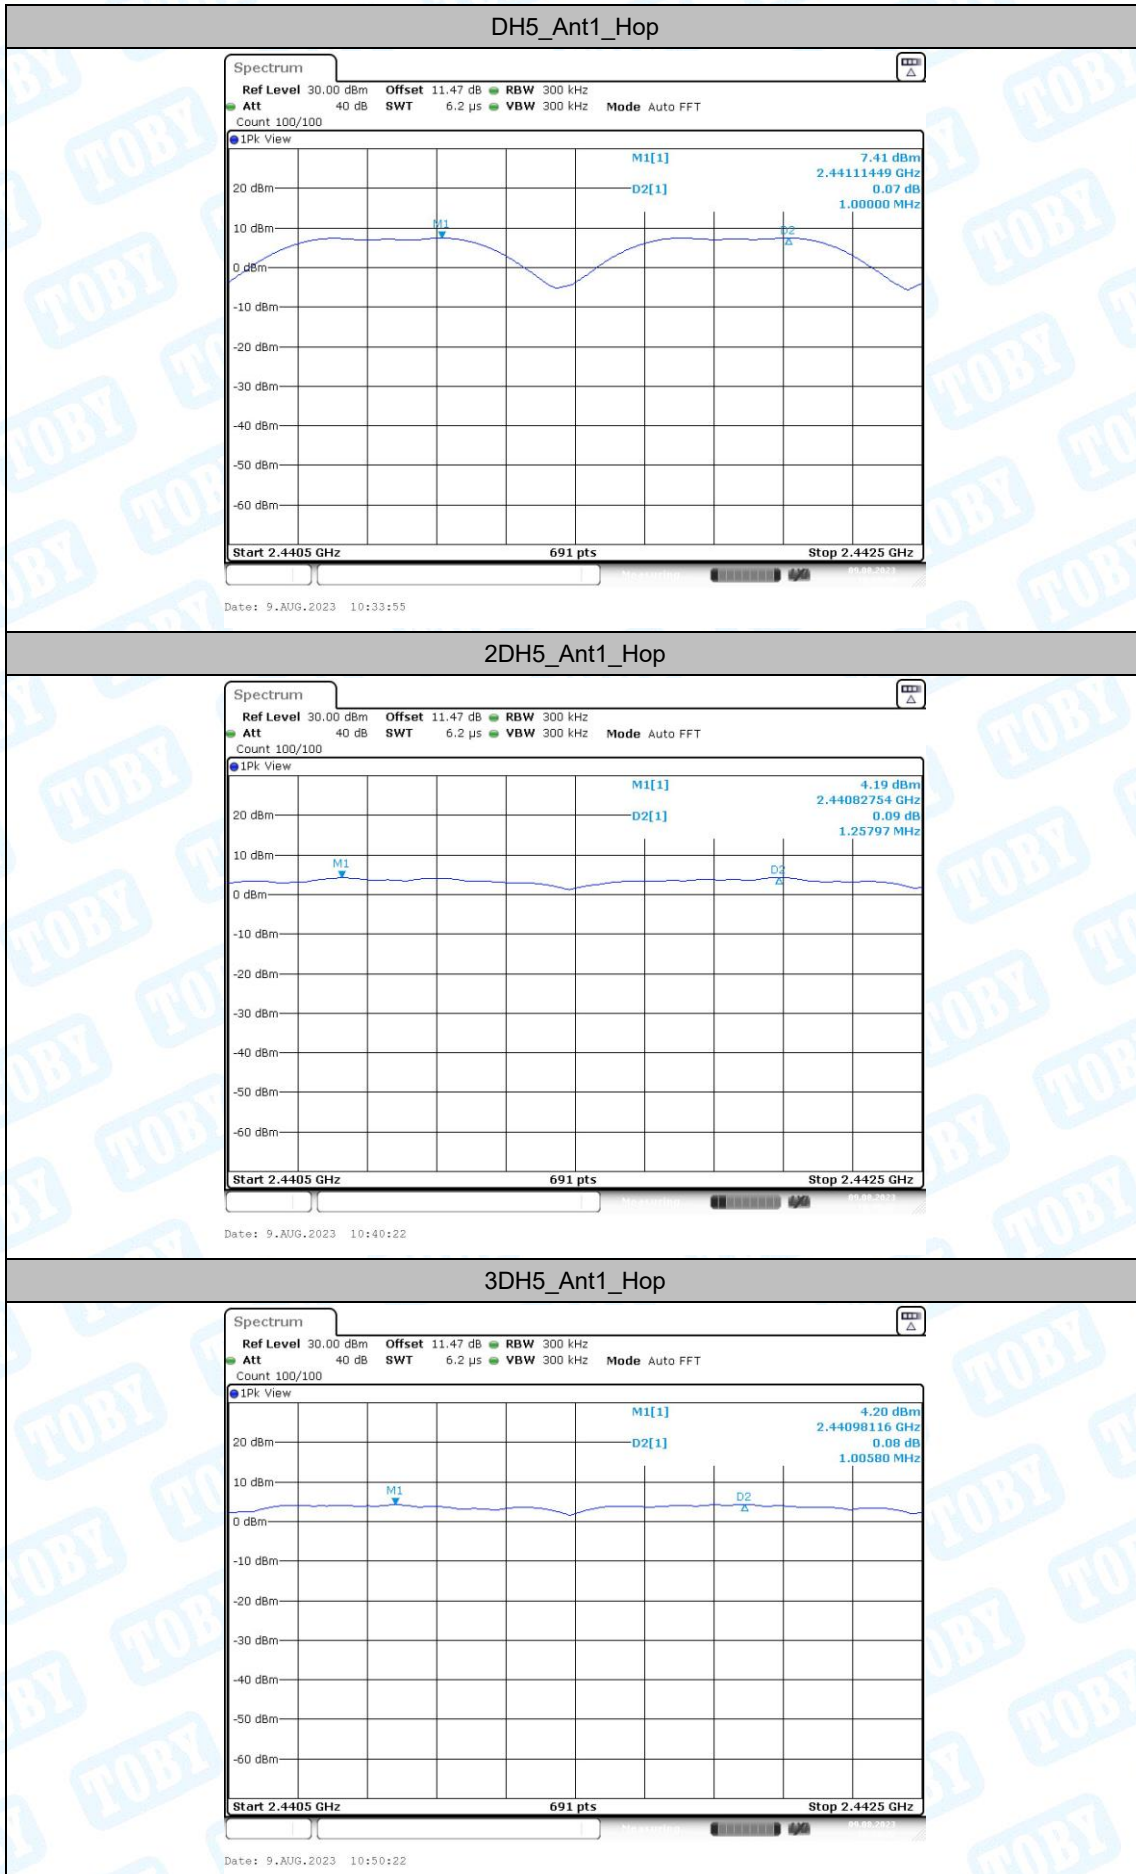 DH5_Ant1_Hop
Spectrum
Ref Level 30.00 dBm Offset 11.47 dB RBW 300 kHz
Att 40 dB SWT 6.2 µs VBW 300 kHz Mode Auto FFT
Count 100/100
1Pk View
M1[1] 7.41 dBm
2.44111449 GHz
20 dBm
D2[1] 0.07 dB
1.00000 MHz
10 dBm
M1
D2
0 dBm
-10 dBm
-20 dBm
-30 dBm
-40 dBm
-50 dBm
-60 dBm
Start 2.4405 GHz 691 pts Stop 2.4425 GHz
Measuring 09.08.2023
Date: 9.AUG.2023 10:33:55
2DH5_Ant1_Hop
Spectrum
Ref Level 30.00 dBm Offset 11.47 dB RBW 300 kHz
Att 40 dB SWT 6.2 µs VBW 300 kHz Mode Auto FFT
Count 100/100
1Pk View
M1[1] 4.19 dBm
2.44082754 GHz
20 dBm
D2[1] 0.09 dB
1.25797 MHz
10 dBm
M1
D2
0 dBm
-10 dBm
-20 dBm
-30 dBm
-40 dBm
-50 dBm
-60 dBm
Start 2.4405 GHz 691 pts Stop 2.4425 GHz
Measuring 09.08.2023
Date: 9.AUG.2023 10:40:22
3DH5_Ant1_Hop
Spectrum
Ref Level 30.00 dBm Offset 11.47 dB RBW 300 kHz
Att 40 dB SWT 6.2 µs VBW 300 kHz Mode Auto FFT
Count 100/100
1Pk View
M1[1] 4.20 dBm
2.44098116 GHz
20 dBm
D2[1] 0.08 dB
1.00580 MHz
10 dBm
M1
D2
0 dBm
-10 dBm
-20 dBm
-30 dBm
-40 dBm
-50 dBm
-60 dBm
Start 2.4405 GHz 691 pts Stop 2.4425 GHz
Measuring 09.08.2023
Date: 9.AUG.2023 10:50:22
TOBY